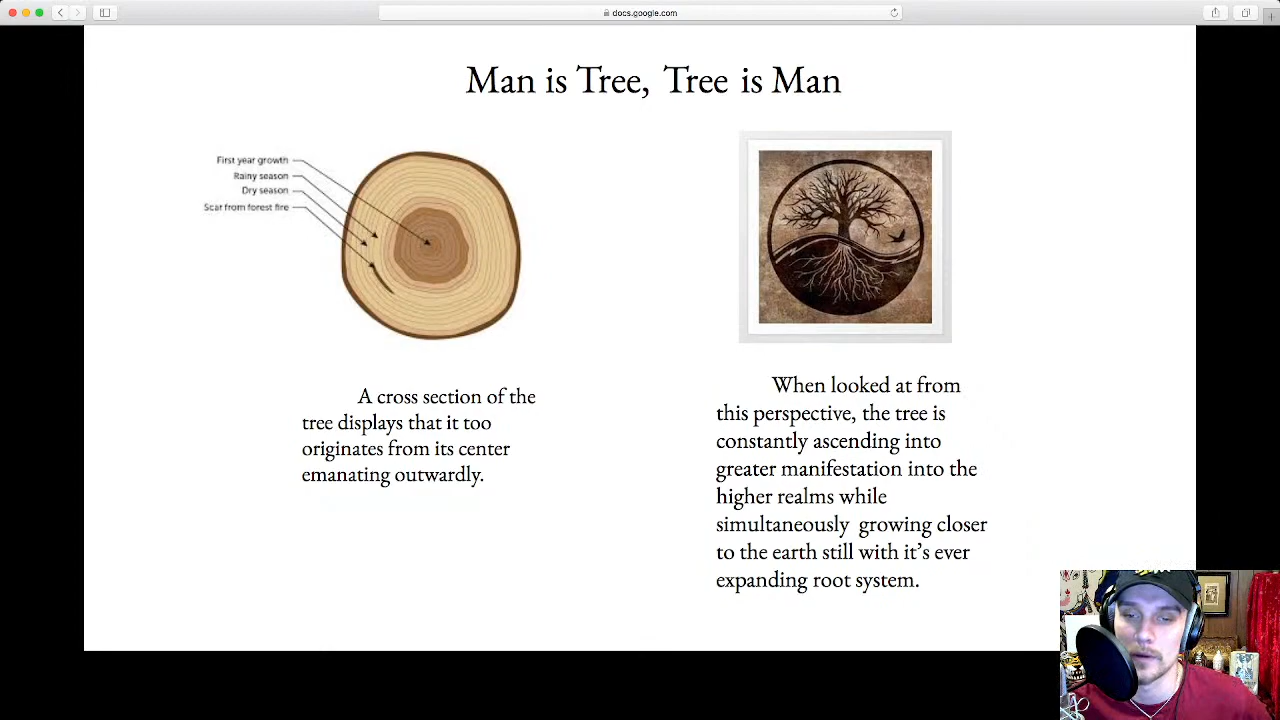 docs.google.com
Man is Tree, Tree is Man
First year growth
Rainy season
Dry season
Scar from forest fire
A cross section of the
tree displays that it too
originates from its center
emanating outwardly.
When looked at from
this perspective, the tree is
constantly ascending into
greater manifestation into the
higher realms while
simultaneously growing closer
to the earth still with it’s ever
expanding root system.